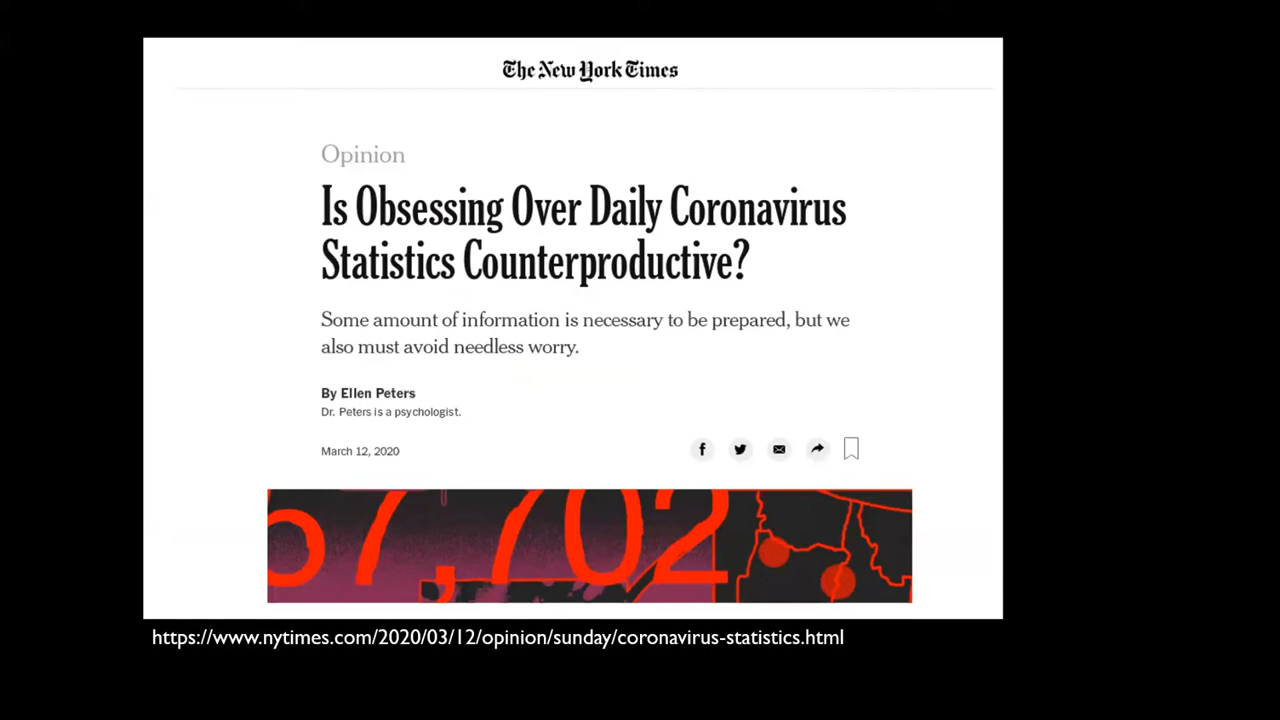 The New York Times
Opinion
Is Obsessing Over Daily Coronavirus
Statistics Counterproductive?
Some amount of information is necessary to be prepared, but we
also must avoid needless worry.
By Ellen Peters
Dr. Peters is a psychologist.
March 12, 2020
7,702
https://www.nytimes.com/2020/03/12/opinion/sunday/coronavirus-statistics.html